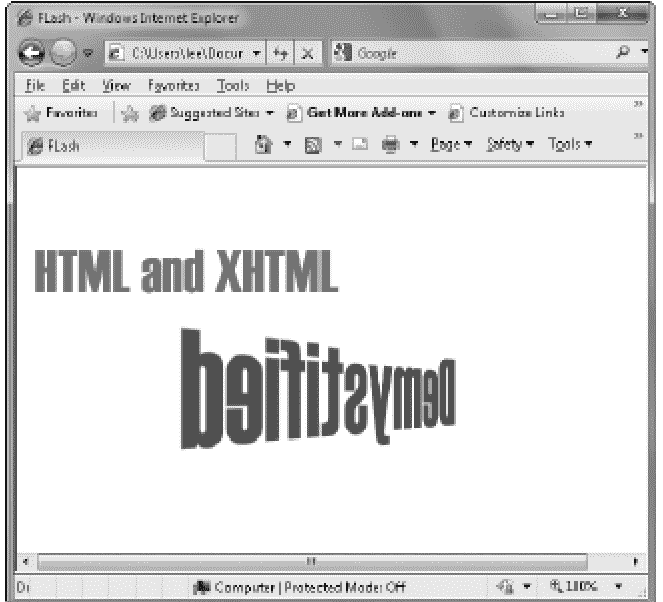 FLash - Windows Internet Explorer
C:\Users\lee\Docur
Google
File Edit View Favorites Tools Help
Favorites Suggested Sites Get More Add-ons Customize Links
FLash Page Safety Tools
HTML and XHTML
Demystified
Computer | Protected Mode: Off 100%